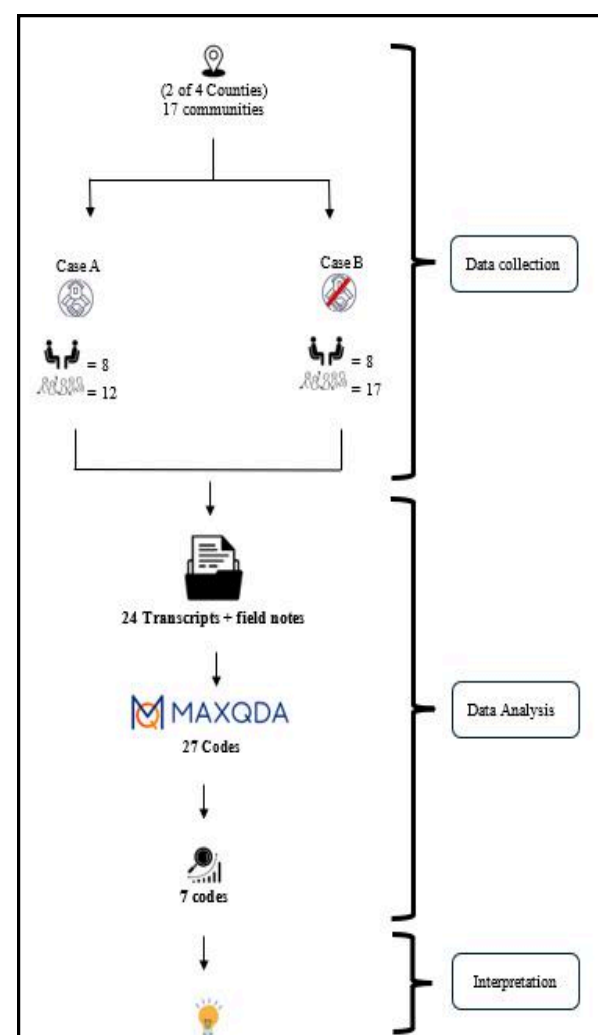 (2 of 4 Counties)
17 communities
Case A
Case B
Data collection
= 8
= 12
= 8
= 17
24 Transcripts + field notes
MAXQDA
27 Codes
Data Analysis
7 codes
Interpretation